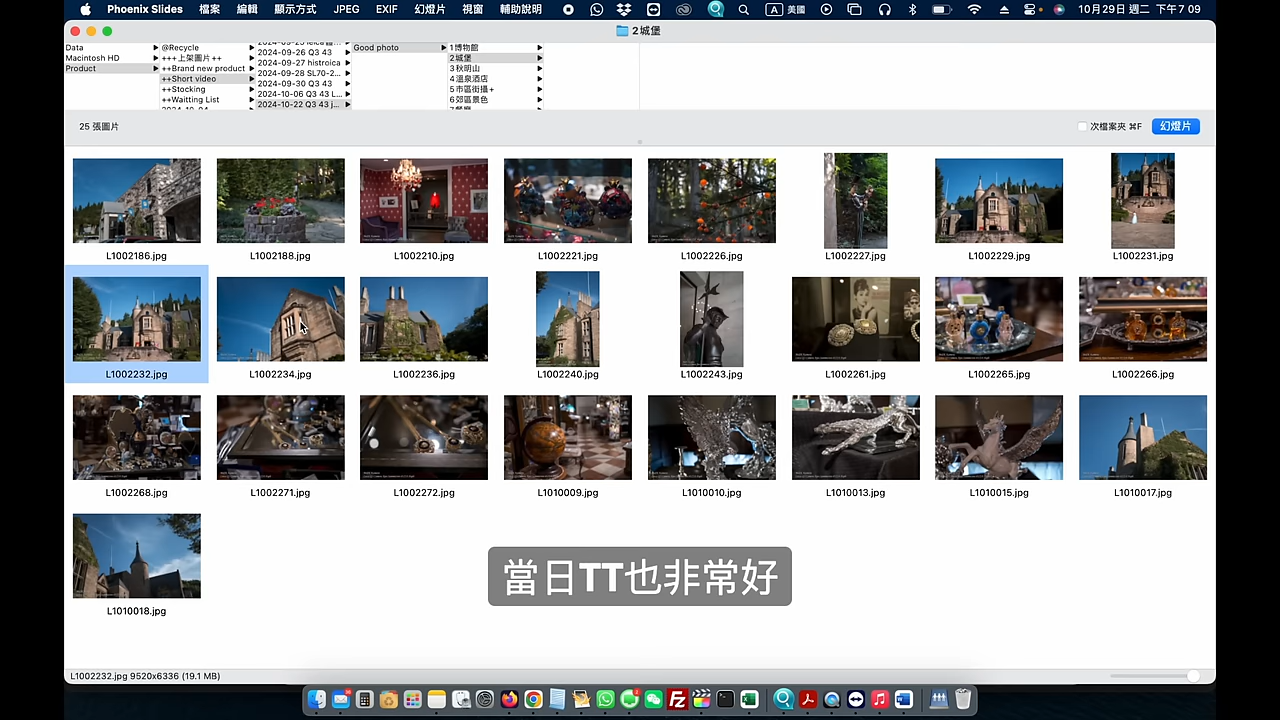 Phoenix Slides 檔案 編輯 顯示方式 JPEG EXIF 幻燈片 視窗 輔助說明 A 美國 10月29日 週二 下午7 09
2城堡
Data
Macintosh HD
Product
@Recycle
+++上架圖片++
++Brand new product
++Short video
++Stocking
++Waitting List
2024-09-26 Q3 43
2024-09-27 histroica
2024-09-28 SL70-2...
2024-09-30 Q3 43
2024-10-06 Q3 43 L...
2024-10-22 Q3 43 j...
Good photo
1博物館
2城堡
3秋明山
4溫泉酒店
5市區街攝+
6郊區景色
25 張圖片
次檔案夾 ⌘F
幻燈片
L1002186.jpg L1002188.jpg L1002210.jpg L1002221.jpg L1002226.jpg L1002227.jpg L1002229.jpg L1002231.jpg
L1002232.jpg L1002234.jpg L1002236.jpg L1002240.jpg L1002243.jpg L1002261.jpg L1002265.jpg L1002266.jpg
L1002268.jpg L1002271.jpg L1002272.jpg L1010009.jpg L1010010.jpg L1010013.jpg L1010015.jpg L1010017.jpg
L1010018.jpg
當日TT也非常好
L1002232.jpg 9520x6336 (19.1 MB)